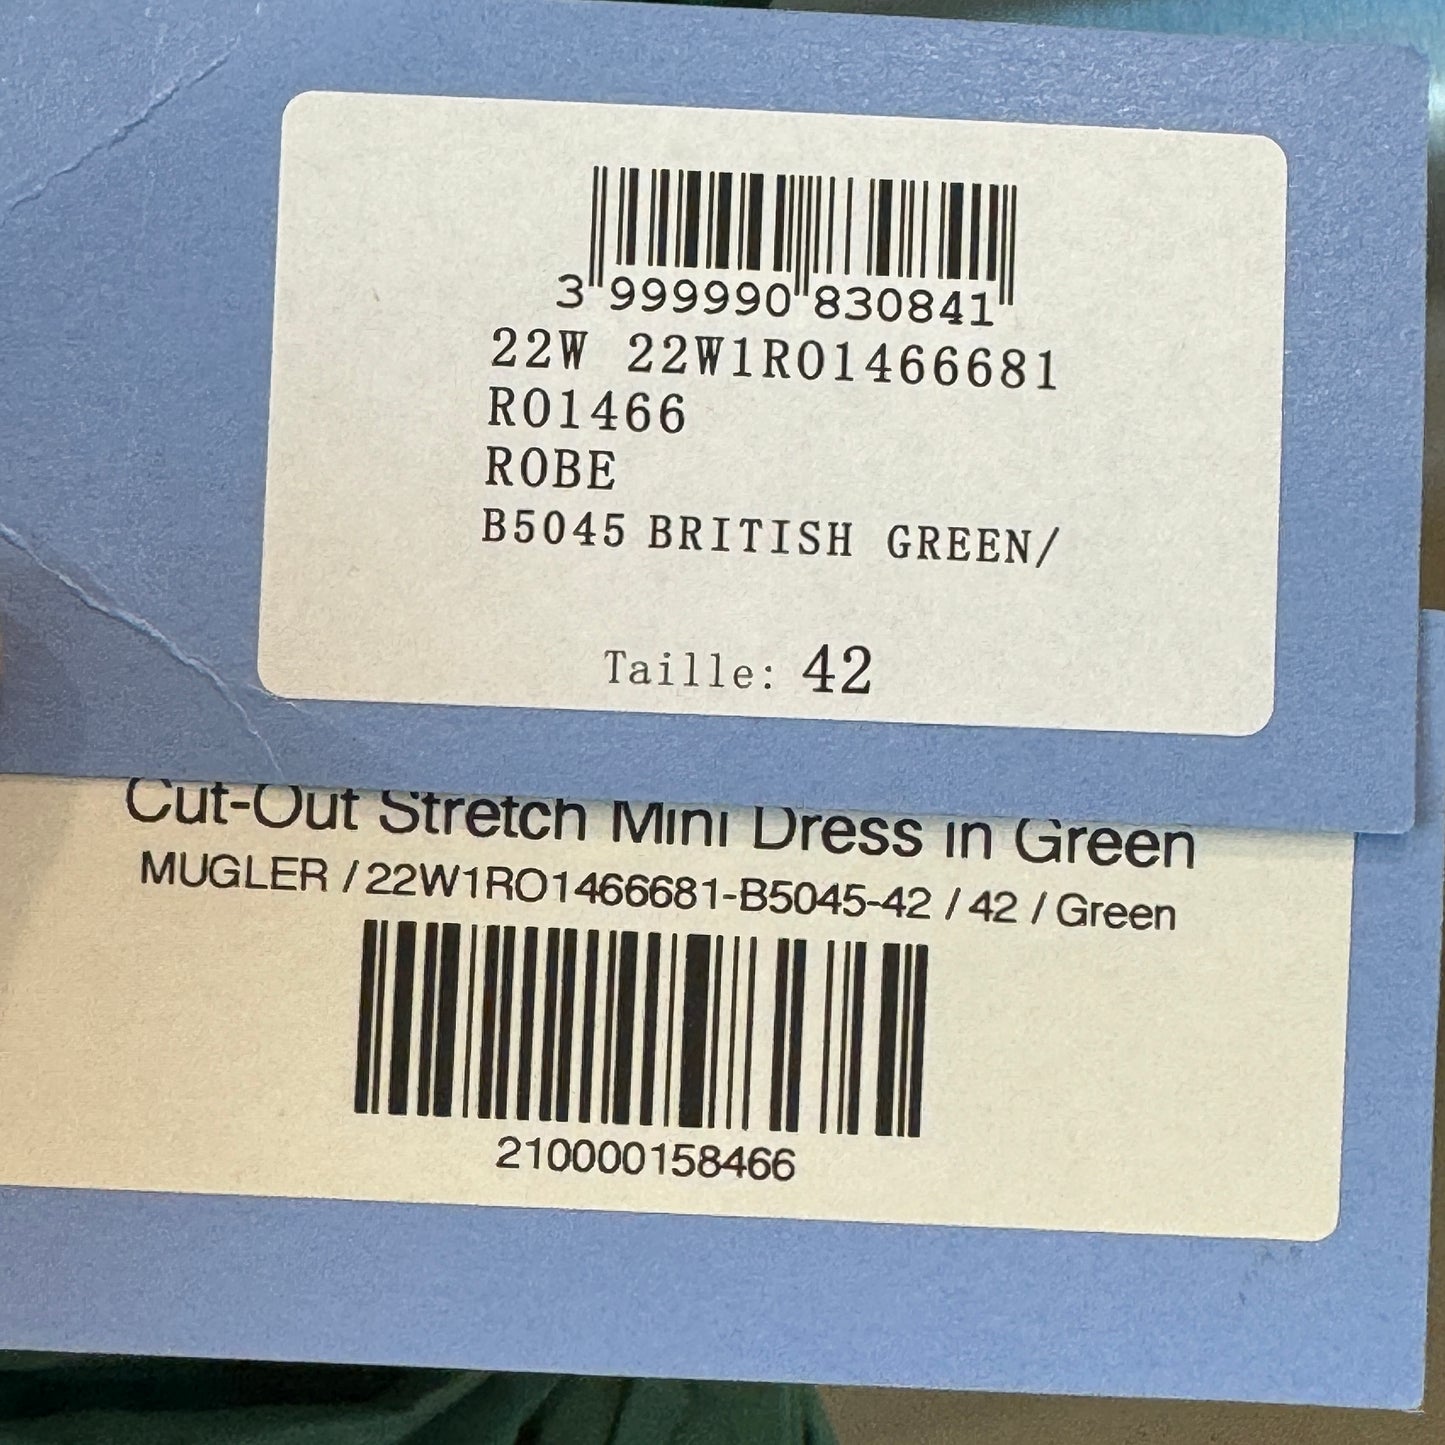 3 999990 830841
22W 22W1RO1466681
RO1466
ROBE
B5045 BRITISH GREEN/
Taille: 42
Cut-Out Stretch Mini Dress in Green
MUGLER / 22W1RO1466681-B5045-42 / 42 / Green
210000158466